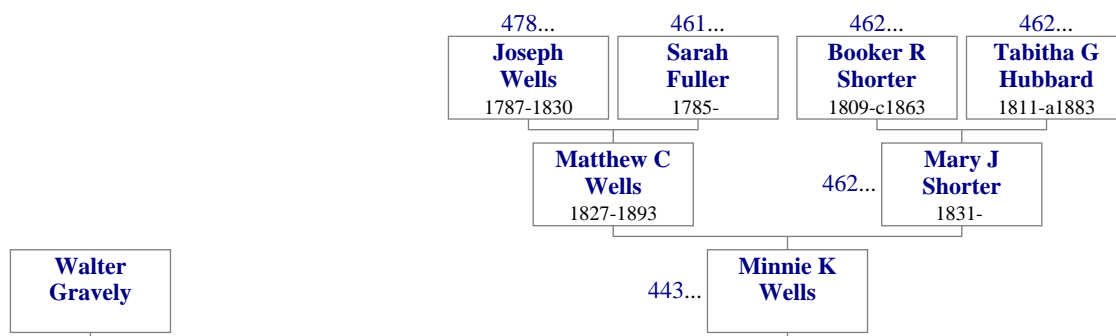 478...
461...
462...
462...
Joseph
Wells
1787-1830
Sarah
Fuller
1785-
Booker R
Shorter
1809-c1863
Tabitha G
Hubbard
1811-a1883
Matthew C
Wells
1827-1893
462...
Mary J
Shorter
1831-
Walter
Gravely
443...
Minnie K
Wells